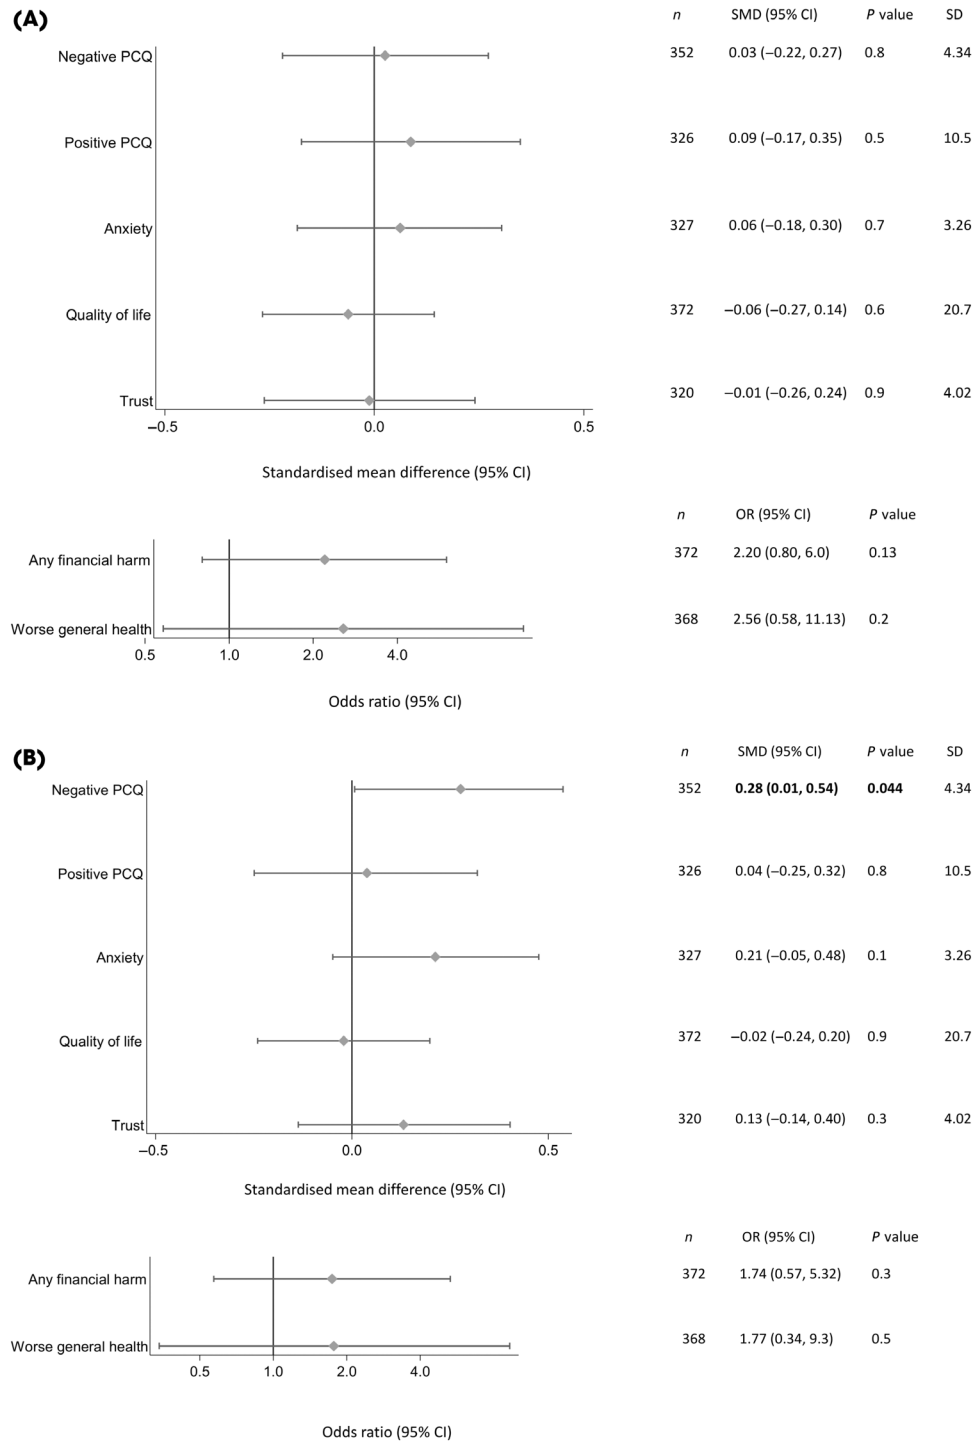 (A)
n SMD (95% CI) P value SD
Negative PCQ 352 0.03 (−0.22, 0.27) 0.8 4.34
Positive PCQ 326 0.09 (−0.17, 0.35) 0.5 10.5
Anxiety 327 0.06 (−0.18, 0.30) 0.7 3.26
Quality of life 372 −0.06 (−0.27, 0.14) 0.6 20.7
Trust 320 −0.01 (−0.26, 0.24) 0.9 4.02
−0.5 0.0 0.5
Standardised mean difference (95% CI)
n OR (95% CI) P value
Any financial harm 372 2.20 (0.80, 6.0) 0.13
Worse general health 368 2.56 (0.58, 11.13) 0.2
0.5 1.0 2.0 4.0
Odds ratio (95% CI)
(B)
n SMD (95% CI) P value SD
Negative PCQ 352 0.28 (0.01, 0.54) 0.044 4.34
Positive PCQ 326 0.04 (−0.25, 0.32) 0.8 10.5
Anxiety 327 0.21 (−0.05, 0.48) 0.1 3.26
Quality of life 372 −0.02 (−0.24, 0.20) 0.9 20.7
Trust 320 0.13 (−0.14, 0.40) 0.3 4.02
−0.5 0.0 0.5
Standardised mean difference (95% CI)
n OR (95% CI) P value
Any financial harm 372 1.74 (0.57, 5.32) 0.3
Worse general health 368 1.77 (0.34, 9.3) 0.5
0.5 1.0 2.0 4.0
Odds ratio (95% CI)